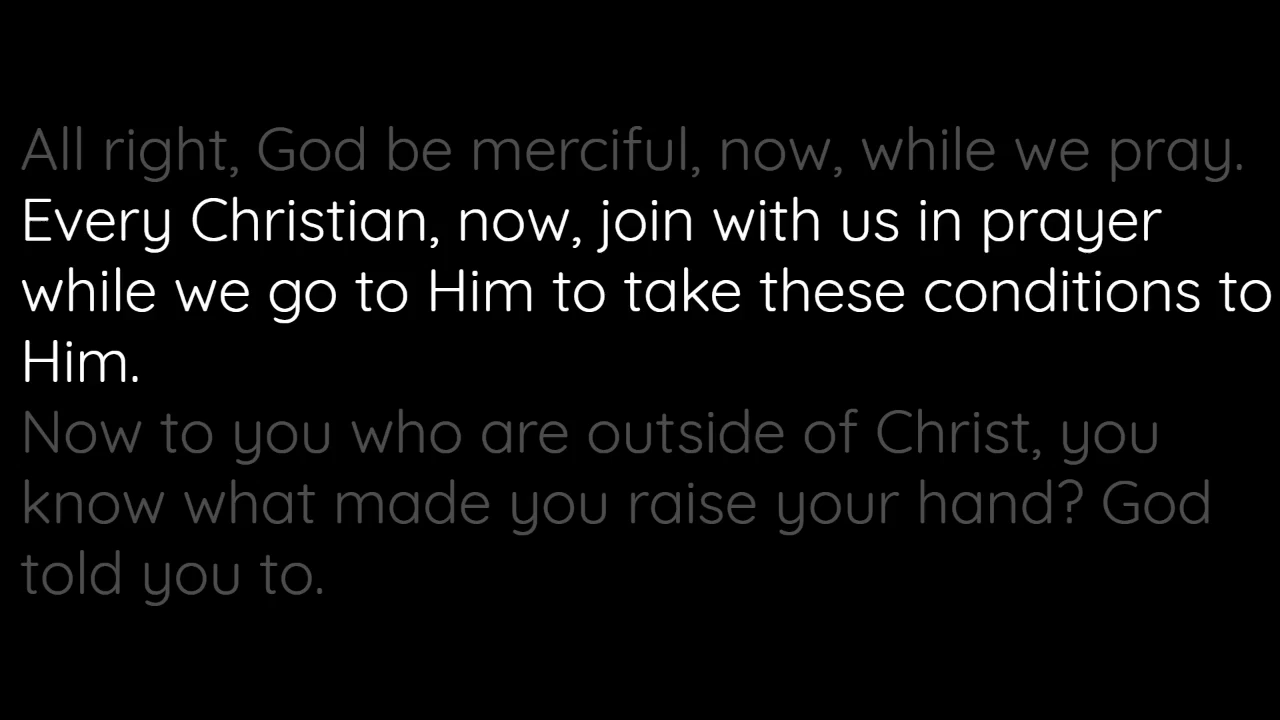 All right, God be merciful, now, while we pray.
Every Christian, now, join with us in prayer
while we go to Him to take these conditions to
Him.
Now to you who are outside of Christ, you
know what made you raise your hand? God
told you to.